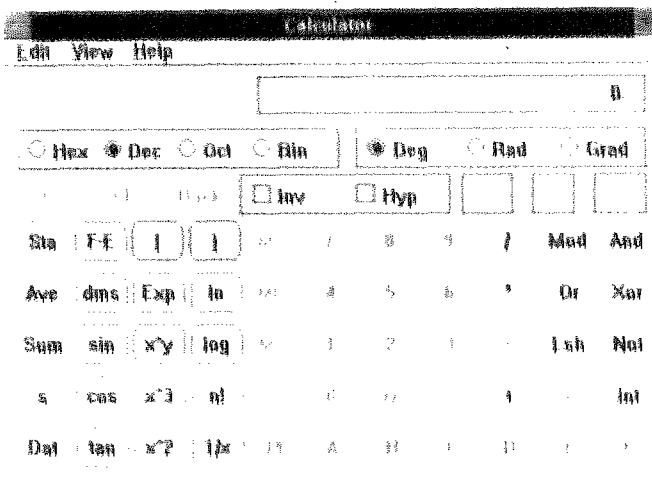 Calculator
Edit View Help
0
Hex Dec Oct Bin Deg Rad Grad
Inv Hyp
Sta F-E ( ) 7 8 9 / Mod And
Ave dms Exp ln 4 5 6 * Or Xor
Sum sin x^y log 1 2 3 - Lsh Not
s cos x^3 n! Int
Dat tan x^2 1/x A B D